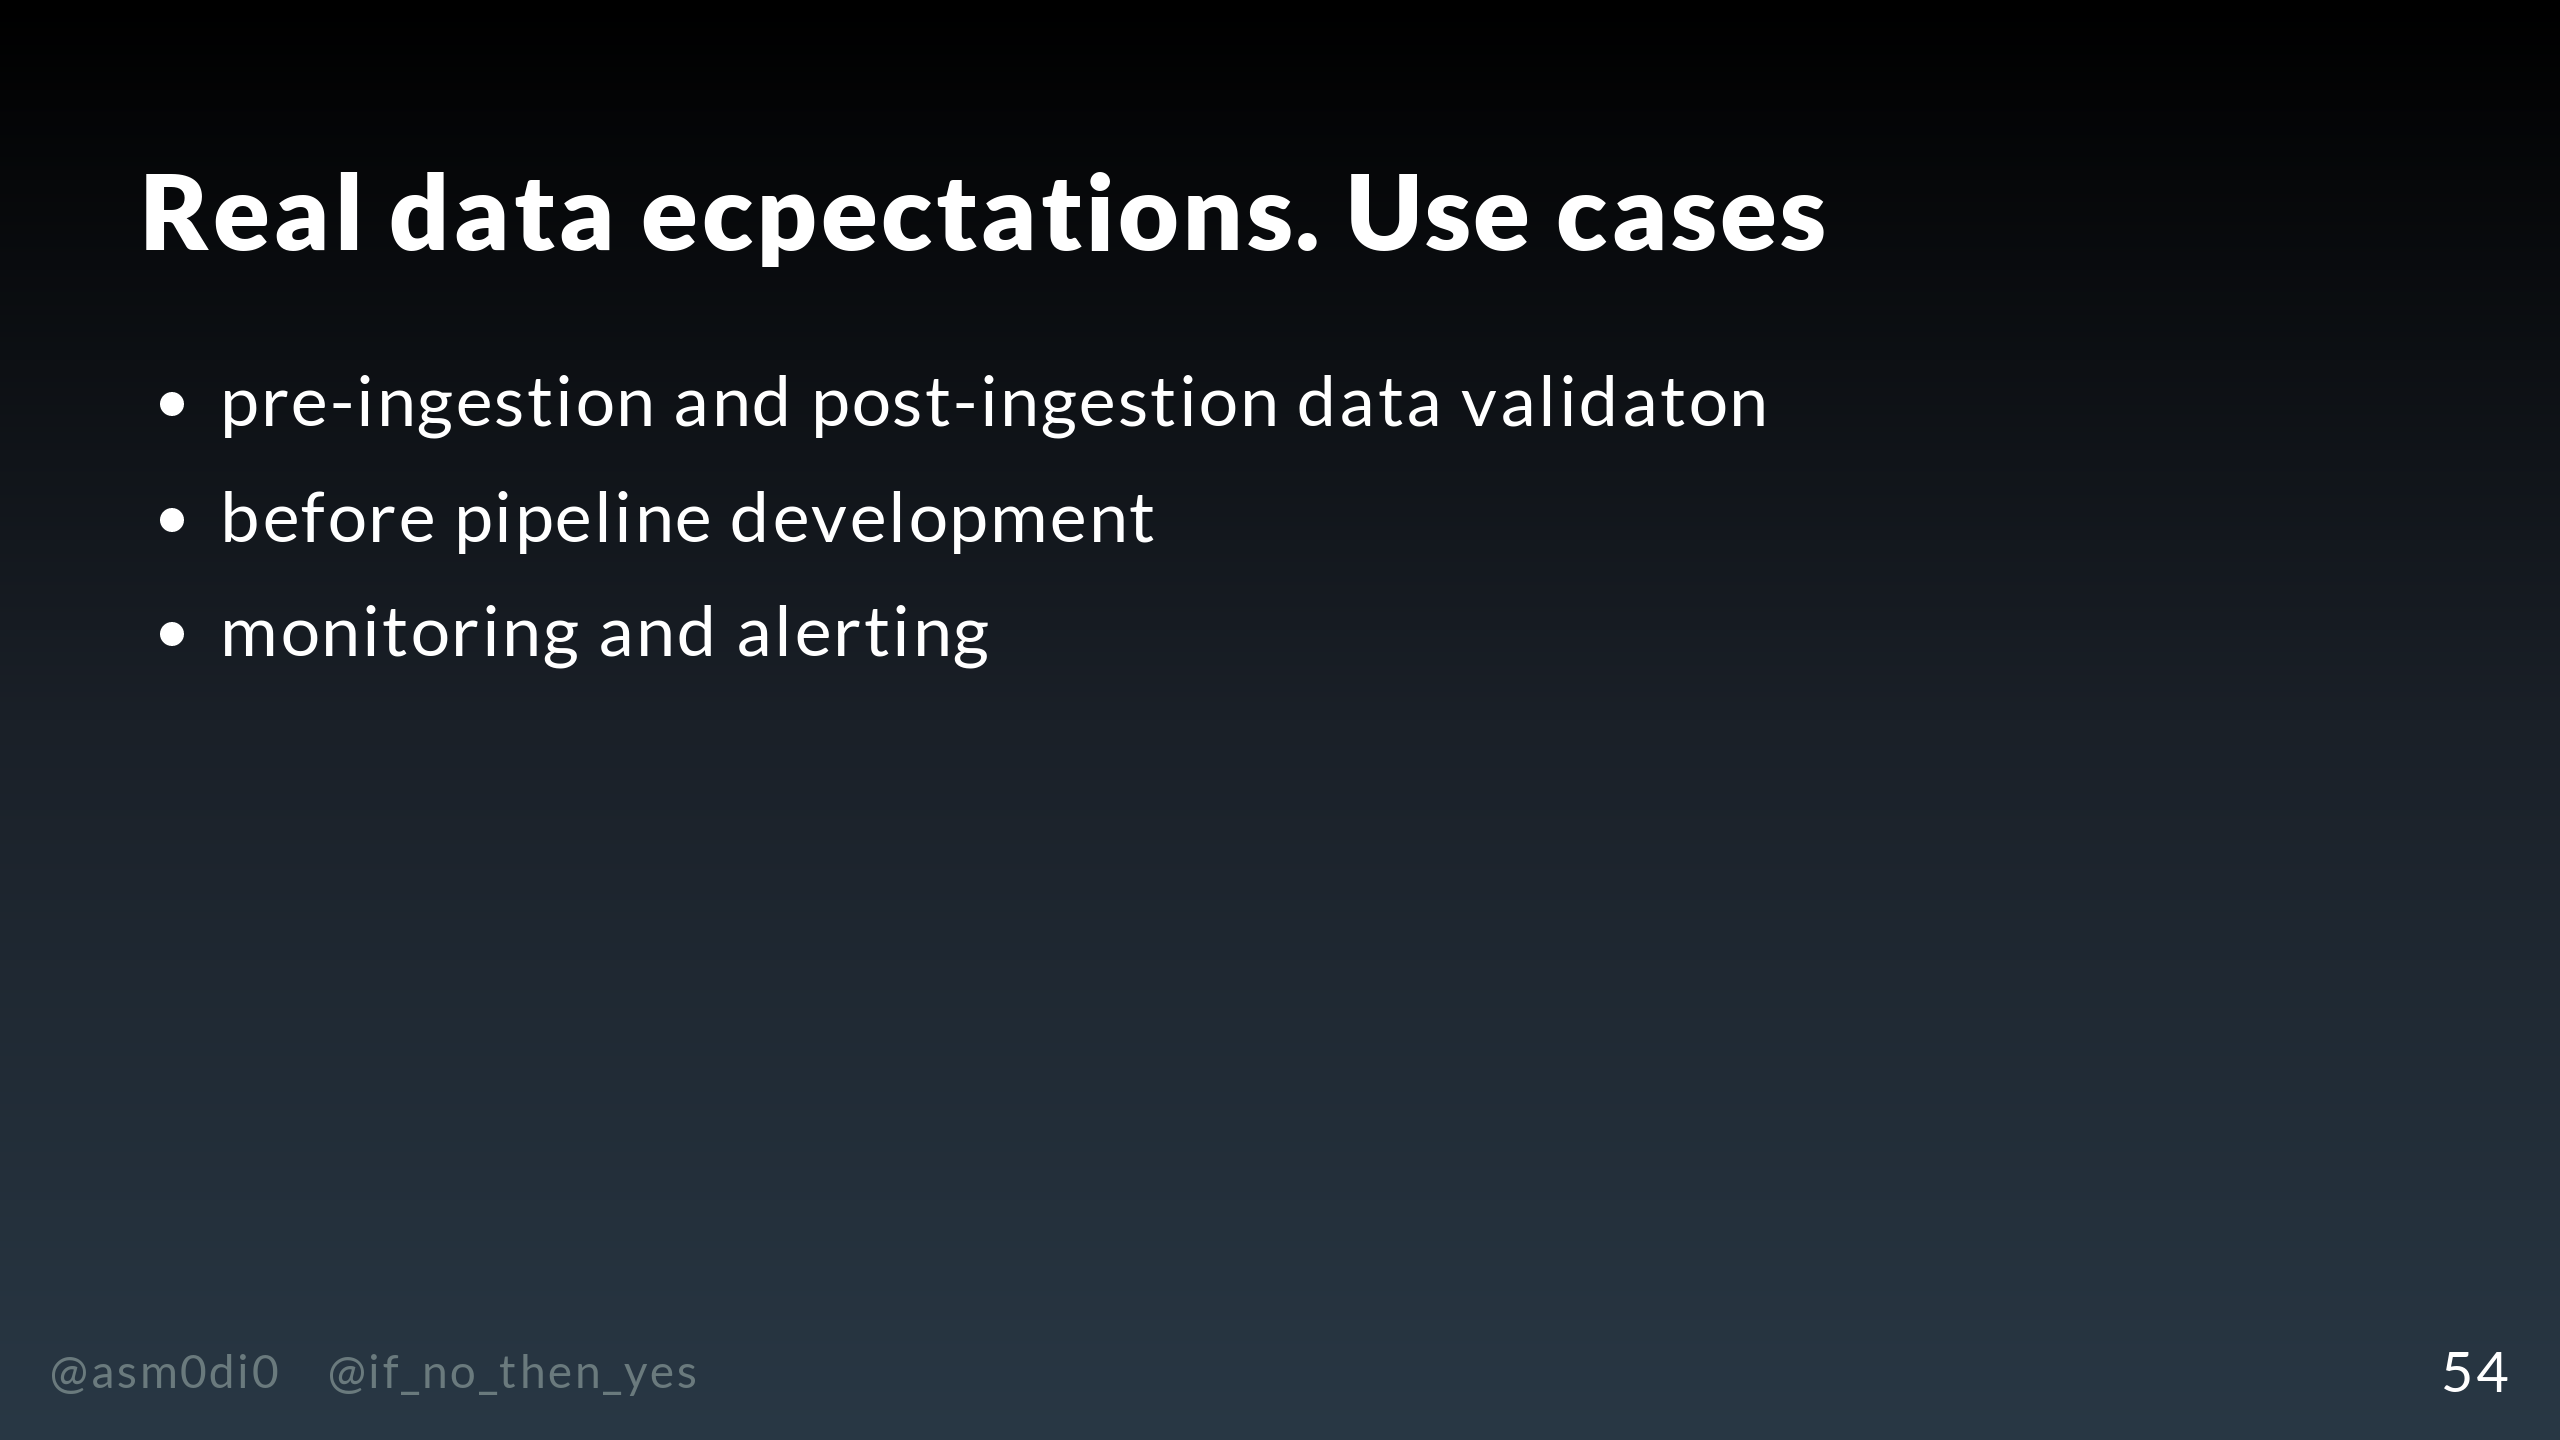 Real data ecpectations. Use cases
• pre-ingestion and post-ingestion data validaton
• before pipeline development
• monitoring and alerting
@asm0di0 @if_no_then_yes
54